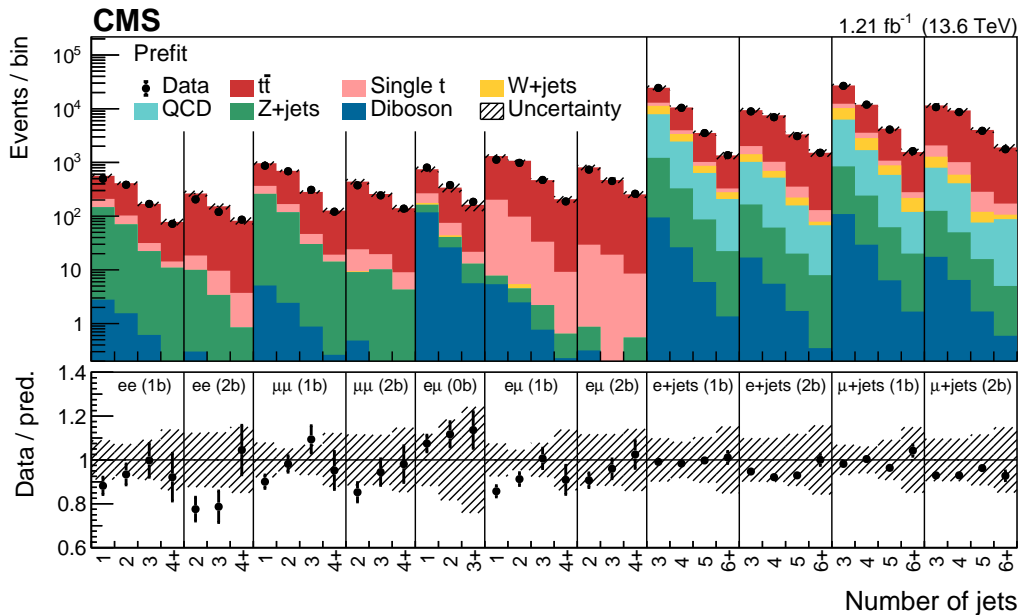 CMS
1.21 fb⁻¹ (13.6 TeV)
Events / bin
10⁵
10⁴
10³
10²
10
1
Prefit
Data
tt̄
Single t
W+jets
QCD
Z+jets
Diboson
Uncertainty
Data / pred.
1.4
1.2
1
0.8
0.6
ee (1b)
ee (2b)
μμ (1b)
μμ (2b)
eμ (0b)
eμ (1b)
eμ (2b)
e+jets (1b)
e+jets (2b)
μ+jets (1b)
μ+jets (2b)
1 2 3 4+ 2 3 4+ 1 2 3 4+ 2 3 4+ 1 2 3+ 1 2 3 4+ 2 3 4+ 3 4 5 6+ 3 4 5 6+ 3 4 5 6+ 3 4 5 6+
Number of jets